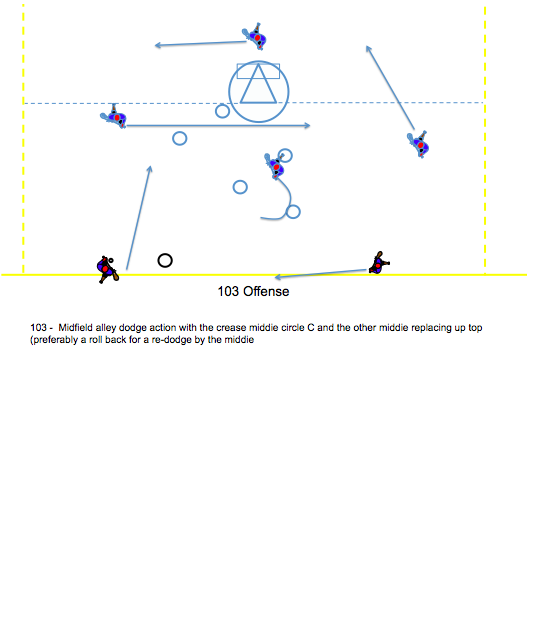 103 Offense
103 - Midfield alley dodge action with the crease middie circle C and the other middie replacing up top
(preferably a roll back for a re-dodge by the middie